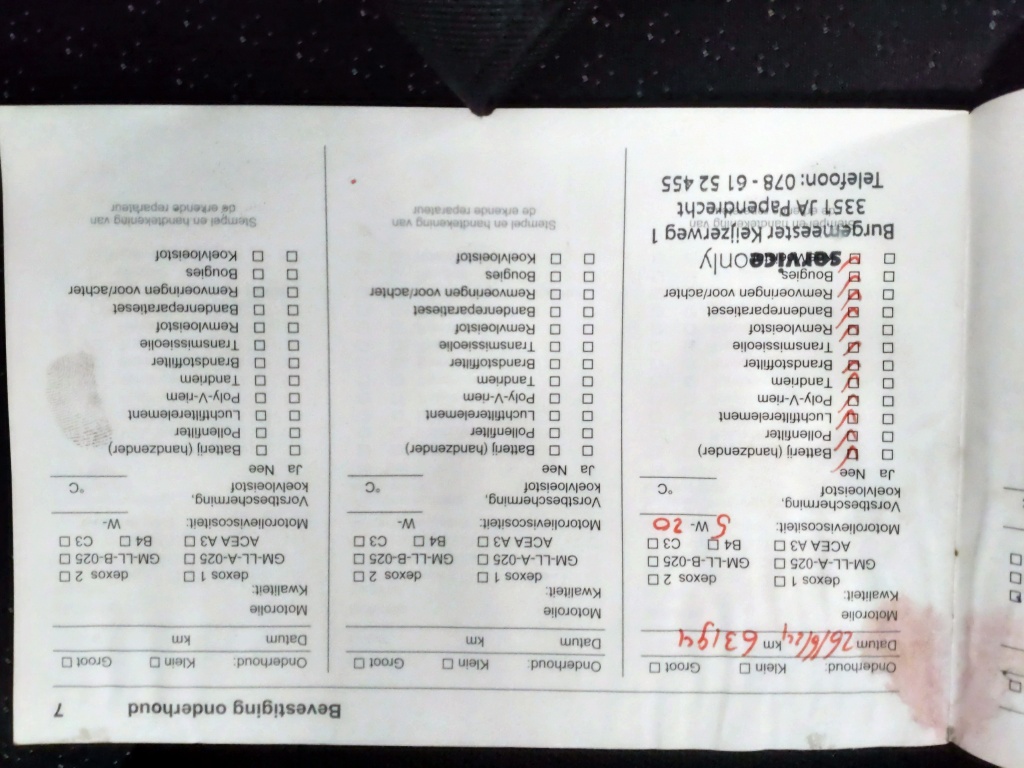 Bevestiging onderhoud 7
Onderhoud: Klein Groot
Datum km 63194
Motorolie
Kwaliteit:
dexos 1 dexos 2
GM-LL-A-025 GM-LL-B-025
ACEA A3 B4 C3
Motorolieviscositeit: 5 W- 20
Vorstbescherming,
koelvloeistof °C
Ja Nee
Batterij (handzender)
Pollenfilter
Luchtfilterelement
Poly-V-riem
Tandriem
Brandstoffilter
Transmissieolie
Remvloeistof
Bandenreparatieset
Remvoeringen voor/achter
Bougies
service only
Burgemeester Keijzerweg 1
3351 JA Papendrecht
Telefoon: 078 - 61 52 455
Onderhoud: Klein Groot
Datum km
Motorolie
Kwaliteit:
dexos 1 dexos 2
GM-LL-A-025 GM-LL-B-025
ACEA A3 B4 C3
Motorolieviscositeit: W-
Vorstbescherming,
koelvloeistof °C
Ja Nee
Batterij (handzender)
Pollenfilter
Luchtfilterelement
Poly-V-riem
Tandriem
Brandstoffilter
Transmissieolie
Remvloeistof
Bandenreparatieset
Remvoeringen voor/achter
Bougies
Koelvloeistof
Stempel en handtekening van
de erkende reparateur
Onderhoud: Klein Groot
Datum km
Motorolie
Kwaliteit:
dexos 1 dexos 2
GM-LL-A-025 GM-LL-B-025
ACEA A3 B4 C3
Motorolieviscositeit: W-
Vorstbescherming,
koelvloeistof °C
Ja Nee
Batterij (handzender)
Pollenfilter
Luchtfilterelement
Poly-V-riem
Tandriem
Brandstoffilter
Transmissieolie
Remvloeistof
Bandenreparatieset
Remvoeringen voor/achter
Bougies
Koelvloeistof
Stempel en handtekening van
de erkende reparateur